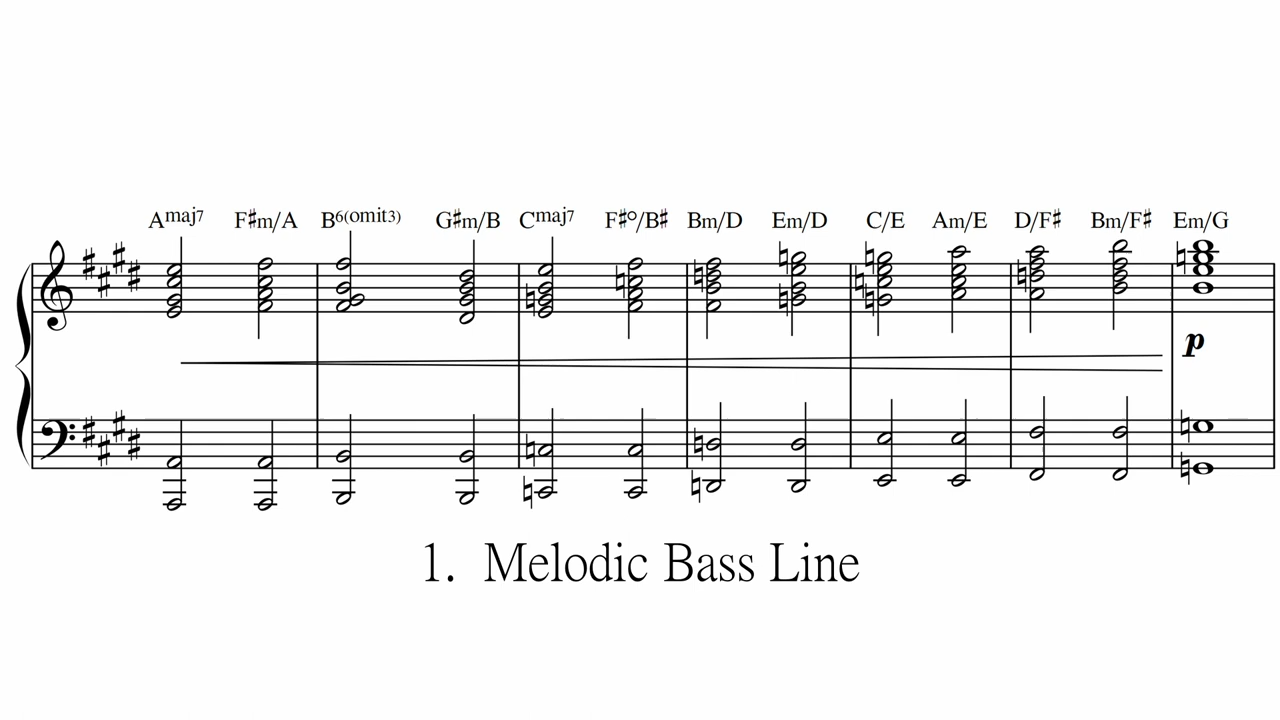 Amaj7 F♯m/A B6(omit3) G♯m/B Cmaj7 F♯°/B♯ Bm/D Em/D C/E Am/E D/F♯ Bm/F♯ Em/G
p
1. Melodic Bass Line